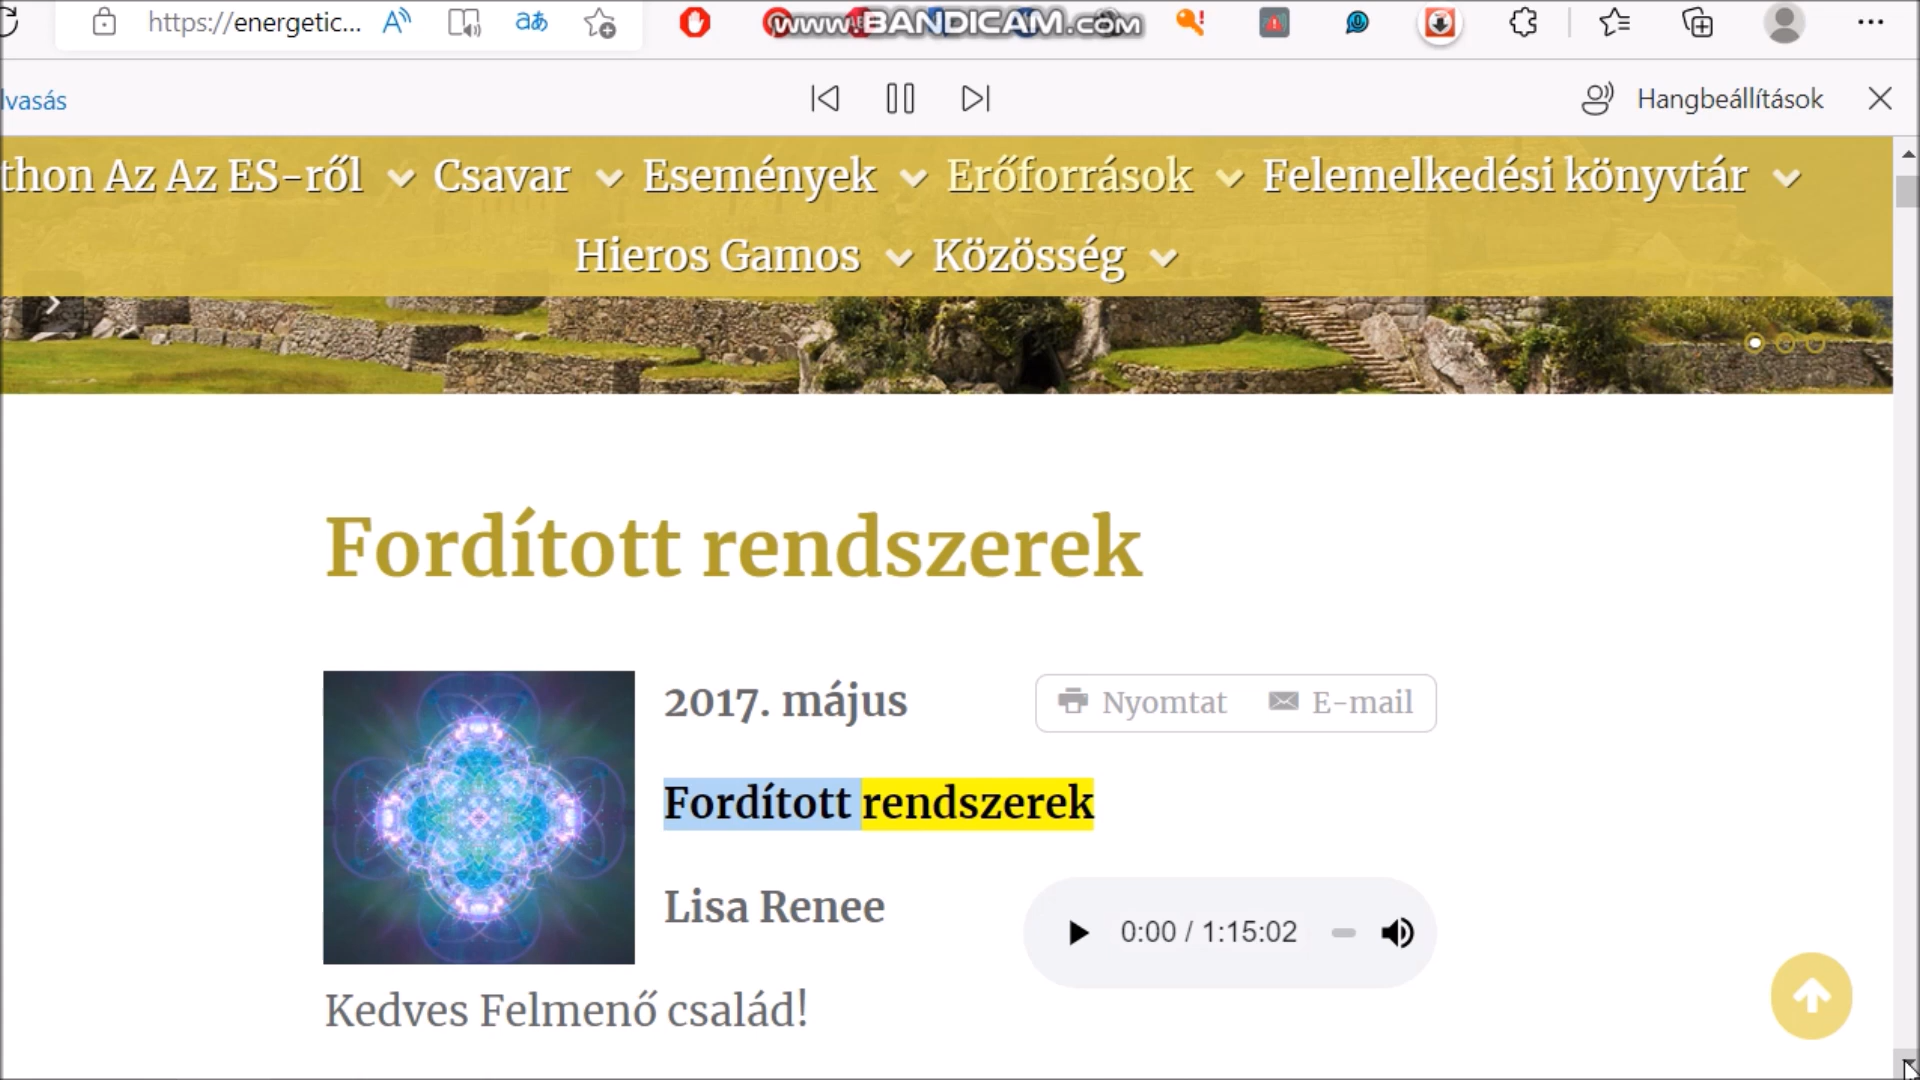 https://energetic...
www.BANDICAM.com
lvasás
Hangbeállítások
thon Az Az ES-ről
Csavar
Események
Erőforrások
Felemelkedési könyvtár
Hieros Gamos
Közösség
Fordított rendszerek
2017. május
Nyomtat
E-mail
Fordított rendszerek
Lisa Renee
0:00 / 1:15:02
Kedves Felmenő család!